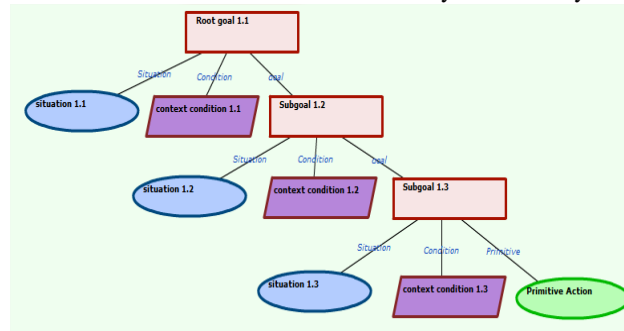 Root goal 1.1
Situation
Condition
Goal
situation 1.1
context condition 1.1
Subgoal 1.2
Situation
Condition
Goal
situation 1.2
context condition 1.2
Subgoal 1.3
Situation
Condition
Primitive
situation 1.3
context condition 1.3
Primitive Action